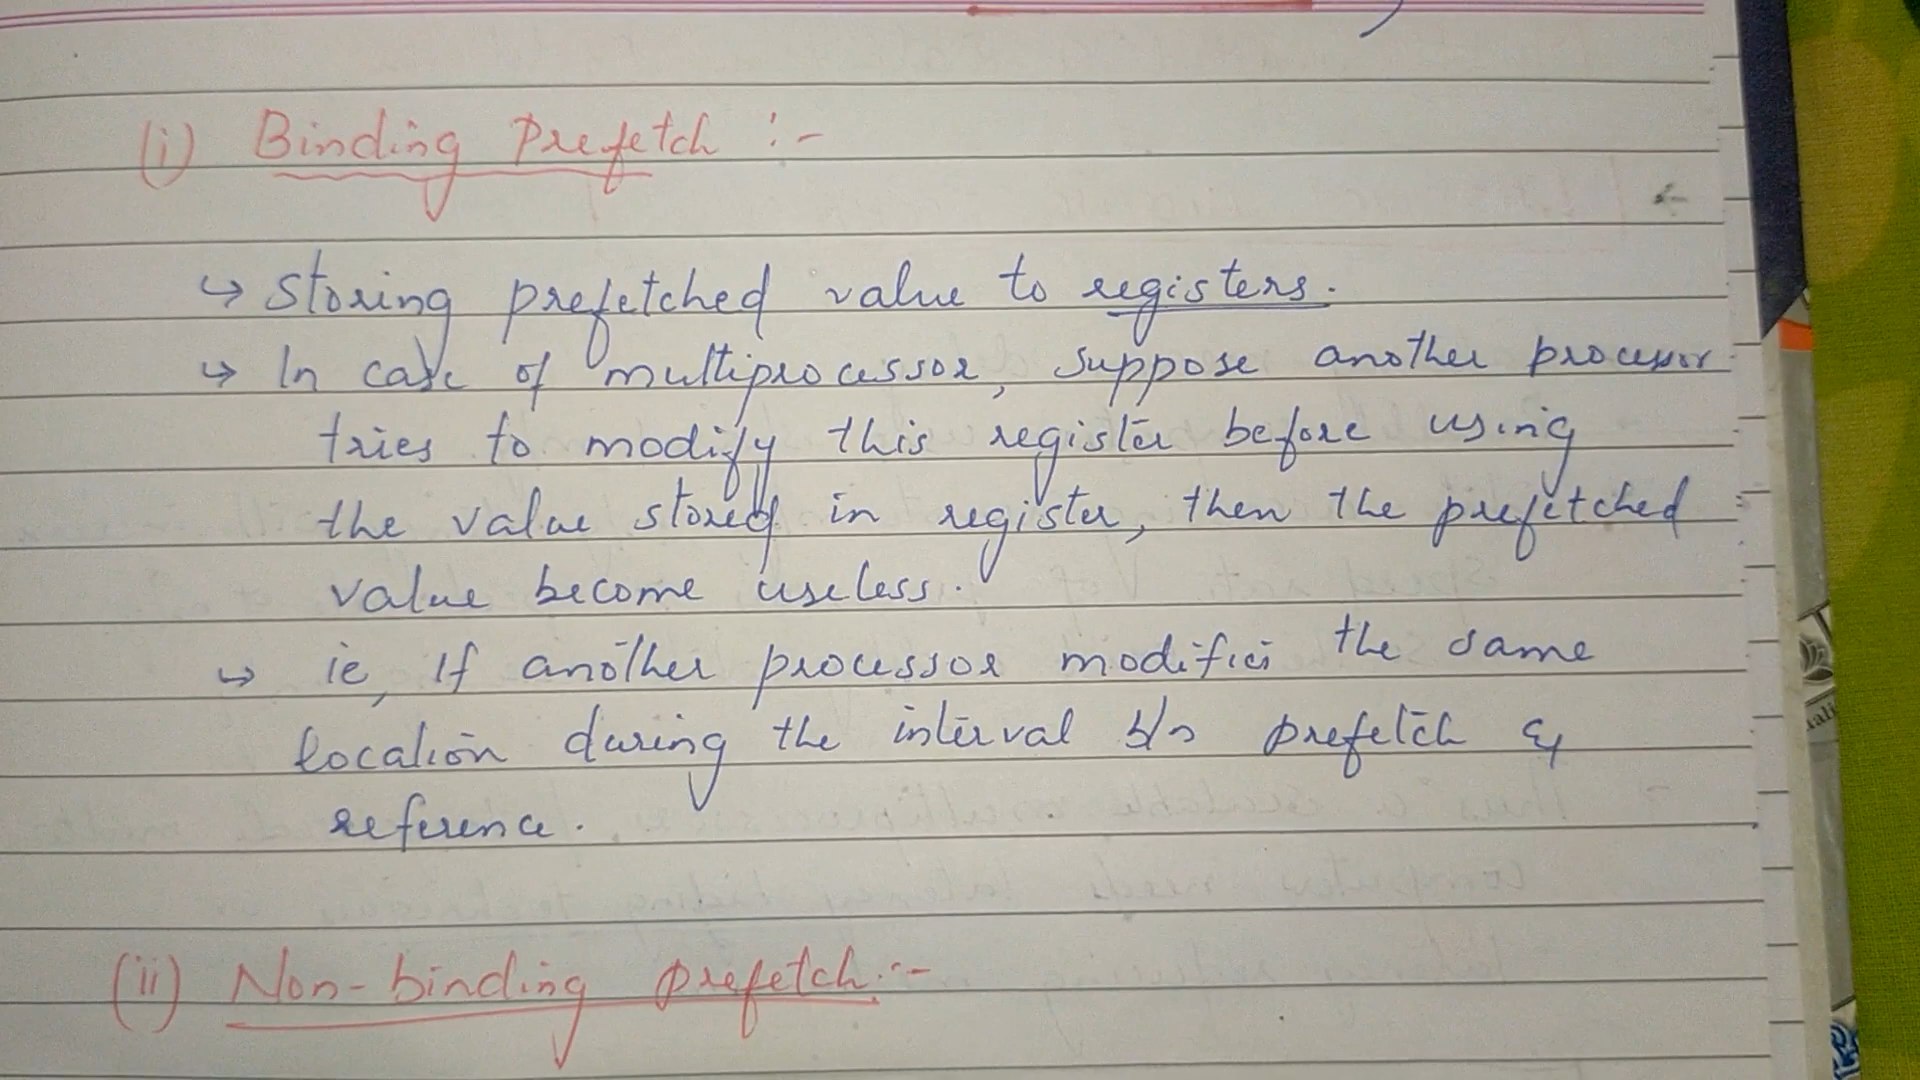 (i) Binding Prefetch :-
↪ Storing prefetched value to registers.
↪ In case of multiprocessor, suppose another processor
tries to modify this register before using
the value stored in register, then the prefetched
value become useless.
↪ ie, If another processor modifies the same
location during the interval b/n prefetch &
reference.
(ii) Non-binding prefetch :-